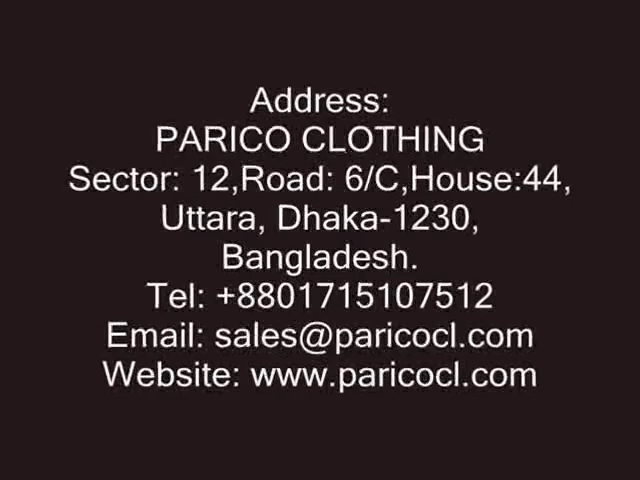 Address:
PARICO CLOTHING
Sector: 12,Road: 6/C,House:44,
Uttara, Dhaka-1230,
Bangladesh.
Tel: +8801715107512
Email: sales@paricocl.com
Website: www.paricocl.com